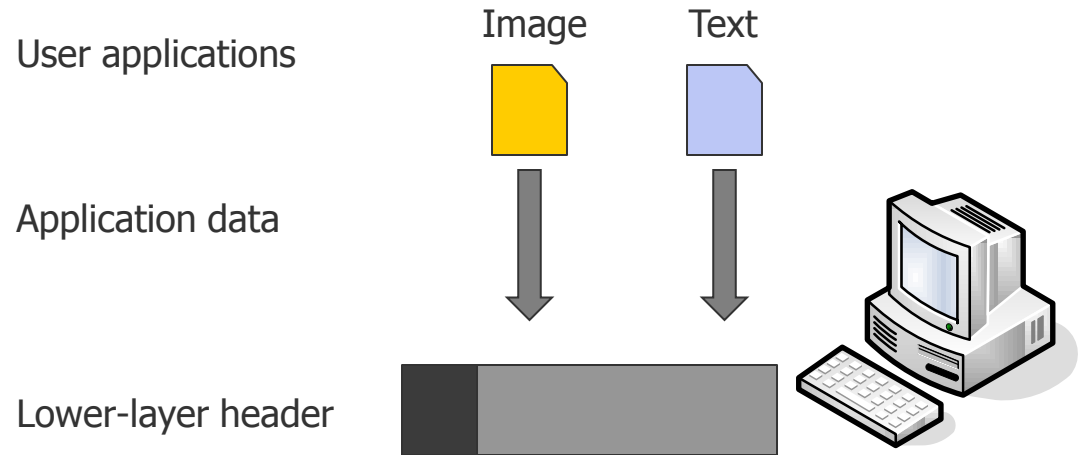 Image
Text
User applications
Application data
Lower-layer header